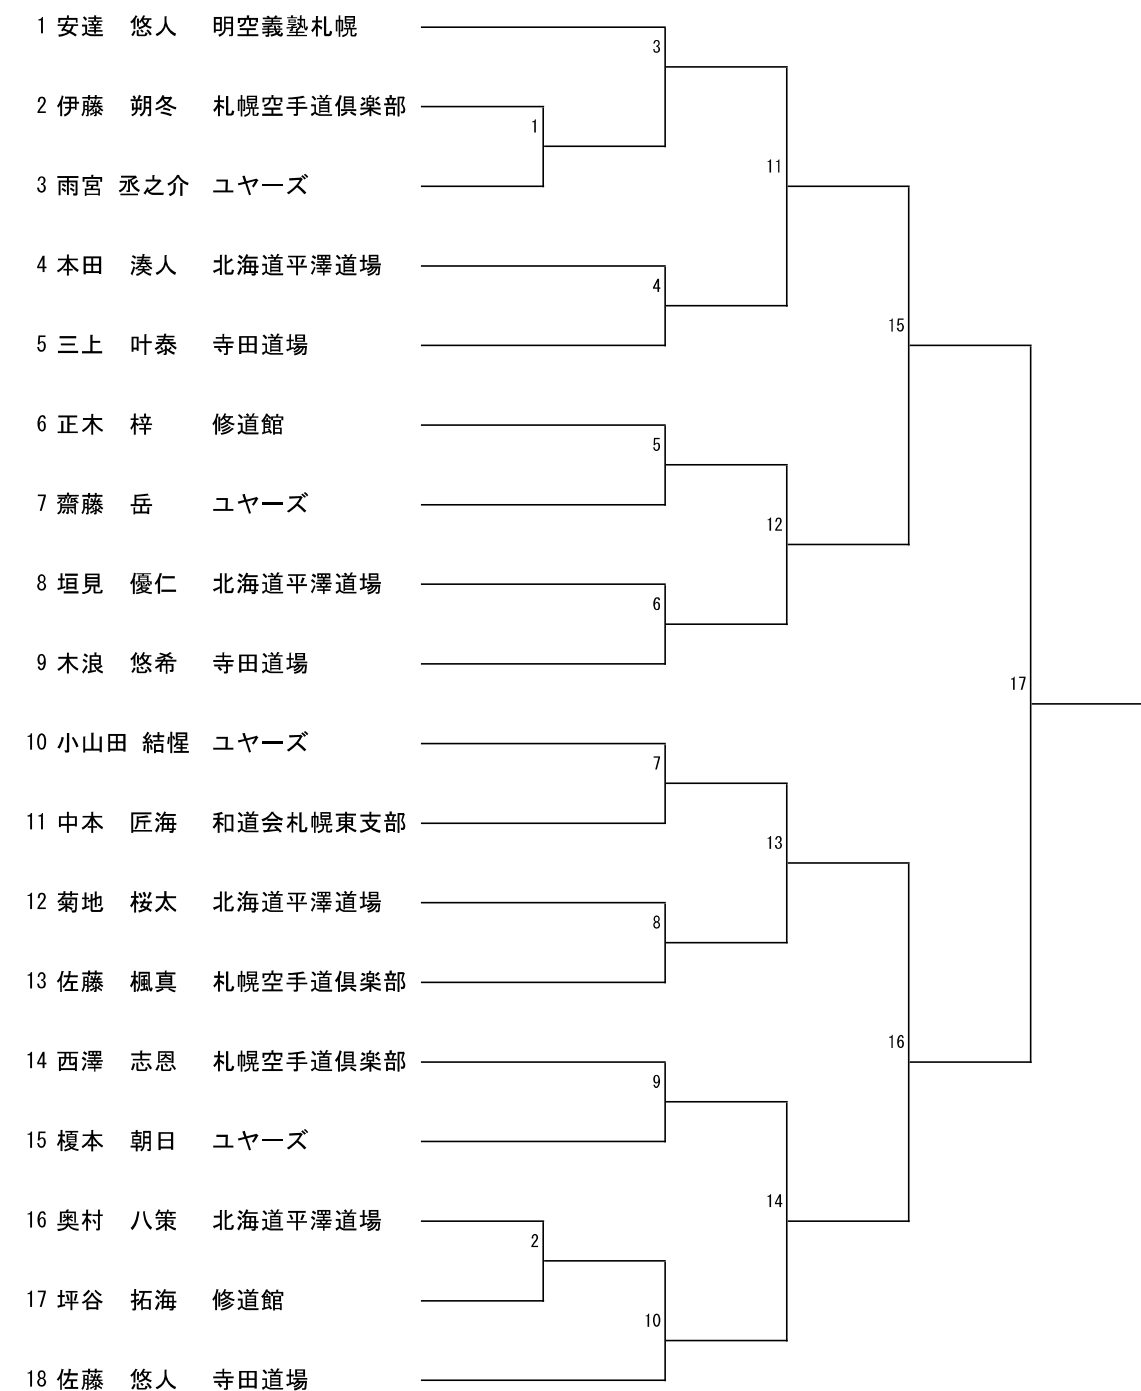 1 安達 悠人 明空義塾札幌
3
2 伊藤 朔冬 札幌空手道倶楽部
1
11
3 雨宮 丞之介 ユヤーズ
4 本田 湊人 北海道平澤道場
4
15
5 三上 叶泰 寺田道場
6 正木 梓 修道館
5
7 齋藤 岳 ユヤーズ
12
8 垣見 優仁 北海道平澤道場
6
9 木浪 悠希 寺田道場
17
10 小山田 結惺 ユヤーズ
7
11 中本 匠海 和道会札幌東支部
13
12 菊地 桜太 北海道平澤道場
8
13 佐藤 楓真 札幌空手道倶楽部
16
14 西澤 志恩 札幌空手道倶楽部
9
15 榎本 朝日 ユヤーズ
14
16 奥村 八策 北海道平澤道場
2
17 坪谷 拓海 修道館
10
18 佐藤 悠人 寺田道場